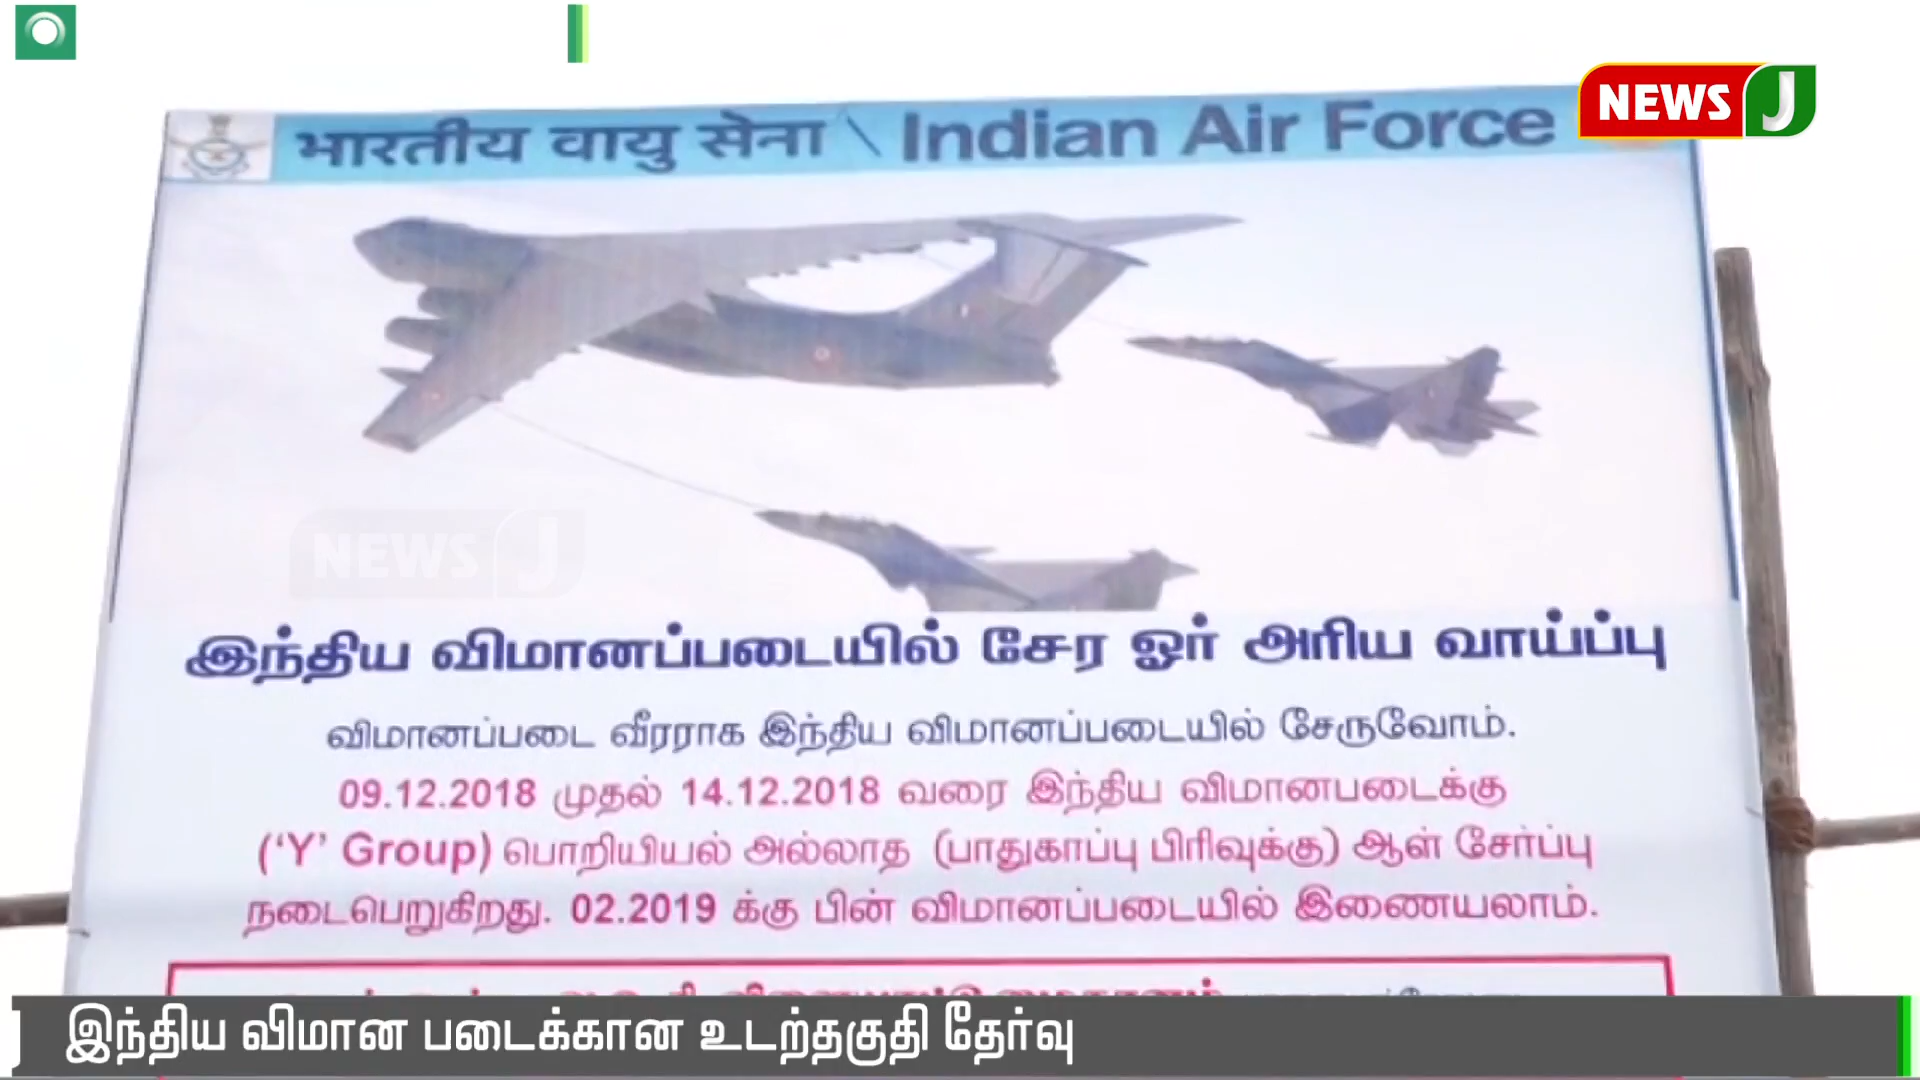 NEWS J
भारतीय वायु सेना \ Indian Air Force
NEWS J
இந்திய விமானப்படையில் சேர ஓர் அரிய வாய்ப்பு
விமானப்படை வீரராக இந்திய விமானப்படையில் சேருவோம்.
09.12.2018 முதல் 14.12.2018 வரை இந்திய விமானபடைக்கு
('Y' Group) பொறியியல் அல்லாத (பாதுகாப்பு பிரிவுக்கு) ஆள் சேர்ப்பு
நடைபெறுகிறது. 02.2019 க்கு பின் விமானப்படையில் இணையலாம்.
இந்திய விமான படைக்கான உடற்தகுதி தேர்வு